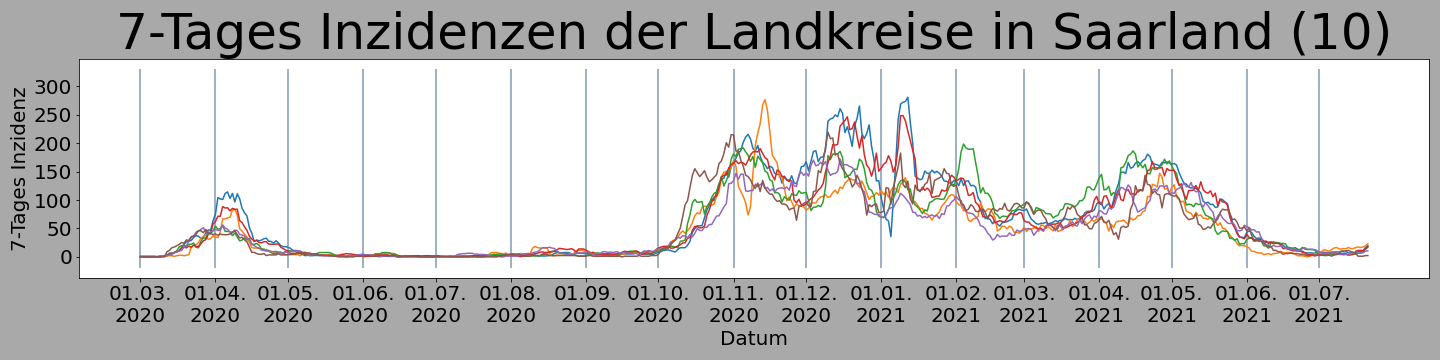 7-Tages Inzidenzen der Landkreise in Saarland (10)
7-Tages Inzidenz
300
250
200
150
100
50
0
01.03. 01.04. 01.05. 01.06. 01.07. 01.08. 01.09. 01.10. 01.11. 01.12. 01.01. 01.02. 01.03. 01.04. 01.05. 01.06. 01.07.
2020 2020 2020 2020 2020 2020 2020 2020 2020 2020 2021 2021 2021 2021 2021 2021 2021
Datum